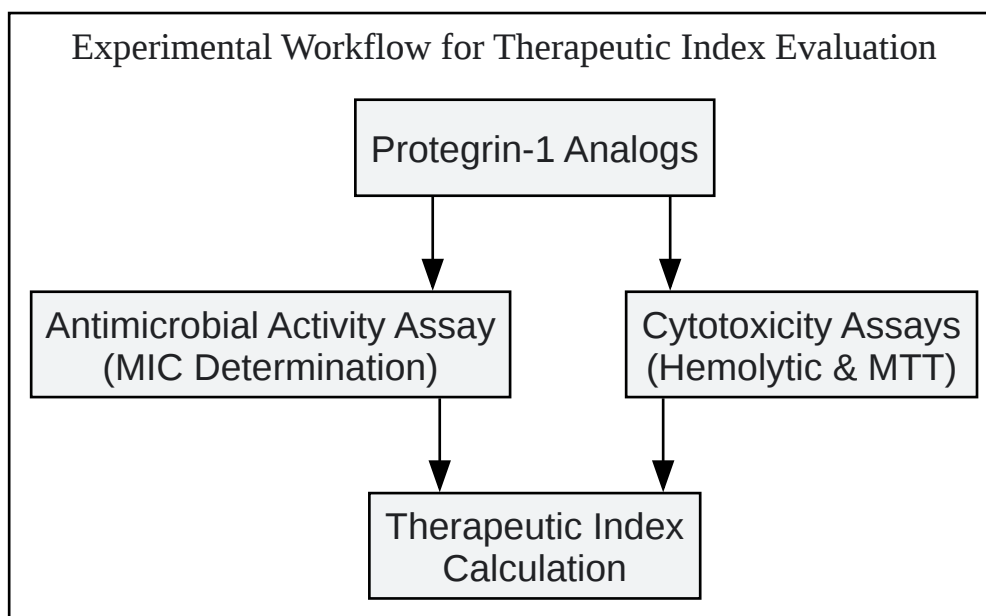 Experimental Workflow for Therapeutic Index Evaluation
Protegrin-1 Analogs
Antimicrobial Activity Assay
(MIC Determination)
Cytotoxicity Assays
(Hemolytic & MTT)
Therapeutic Index
Calculation